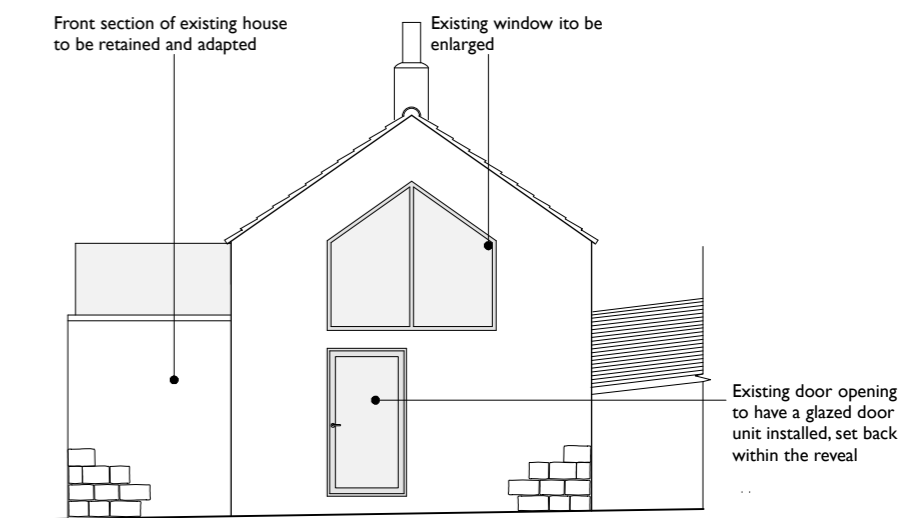 Front section of existing house
to be retained and adapted
Existing window ito be
enlarged
Existing door opening
to have a glazed door
unit installed, set back
within the reveal